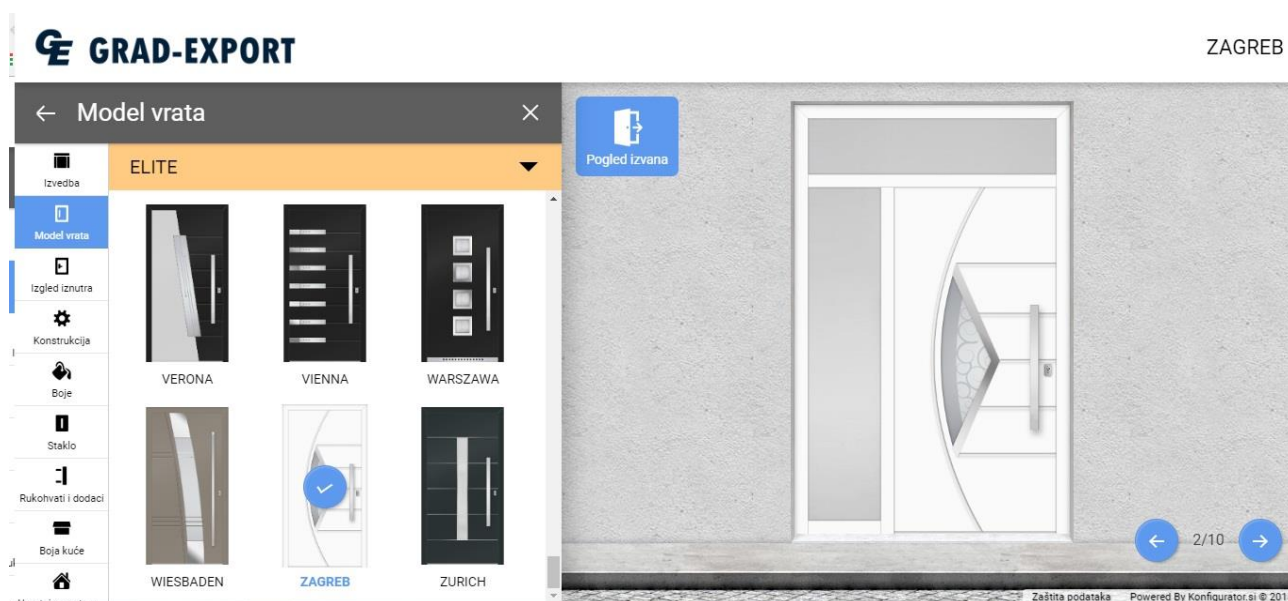 GE GRAD-EXPORT
ZAGREB
Model vrata
Pogled izvana
Izvedba
Model vrata
Izgled iznutra
Konstrukcija
Boje
Staklo
Rukohvati i dodaci
Boja kuće
ELITE
VERONA VIENNA WARSZAWA
WIESBADEN ZAGREB ZURICH
2/10
Zaštita podataka Powered By Konfigurator.si ©